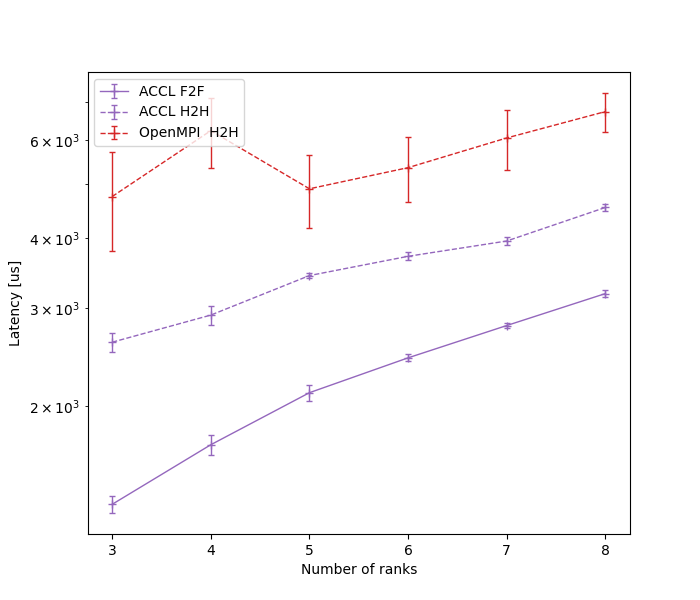 ACCL F2F
ACCL H2H
OpenMPI H2H
6 × 10³
4 × 10³
3 × 10³
2 × 10³
Latency [us]
3 4 5 6 7 8
Number of ranks